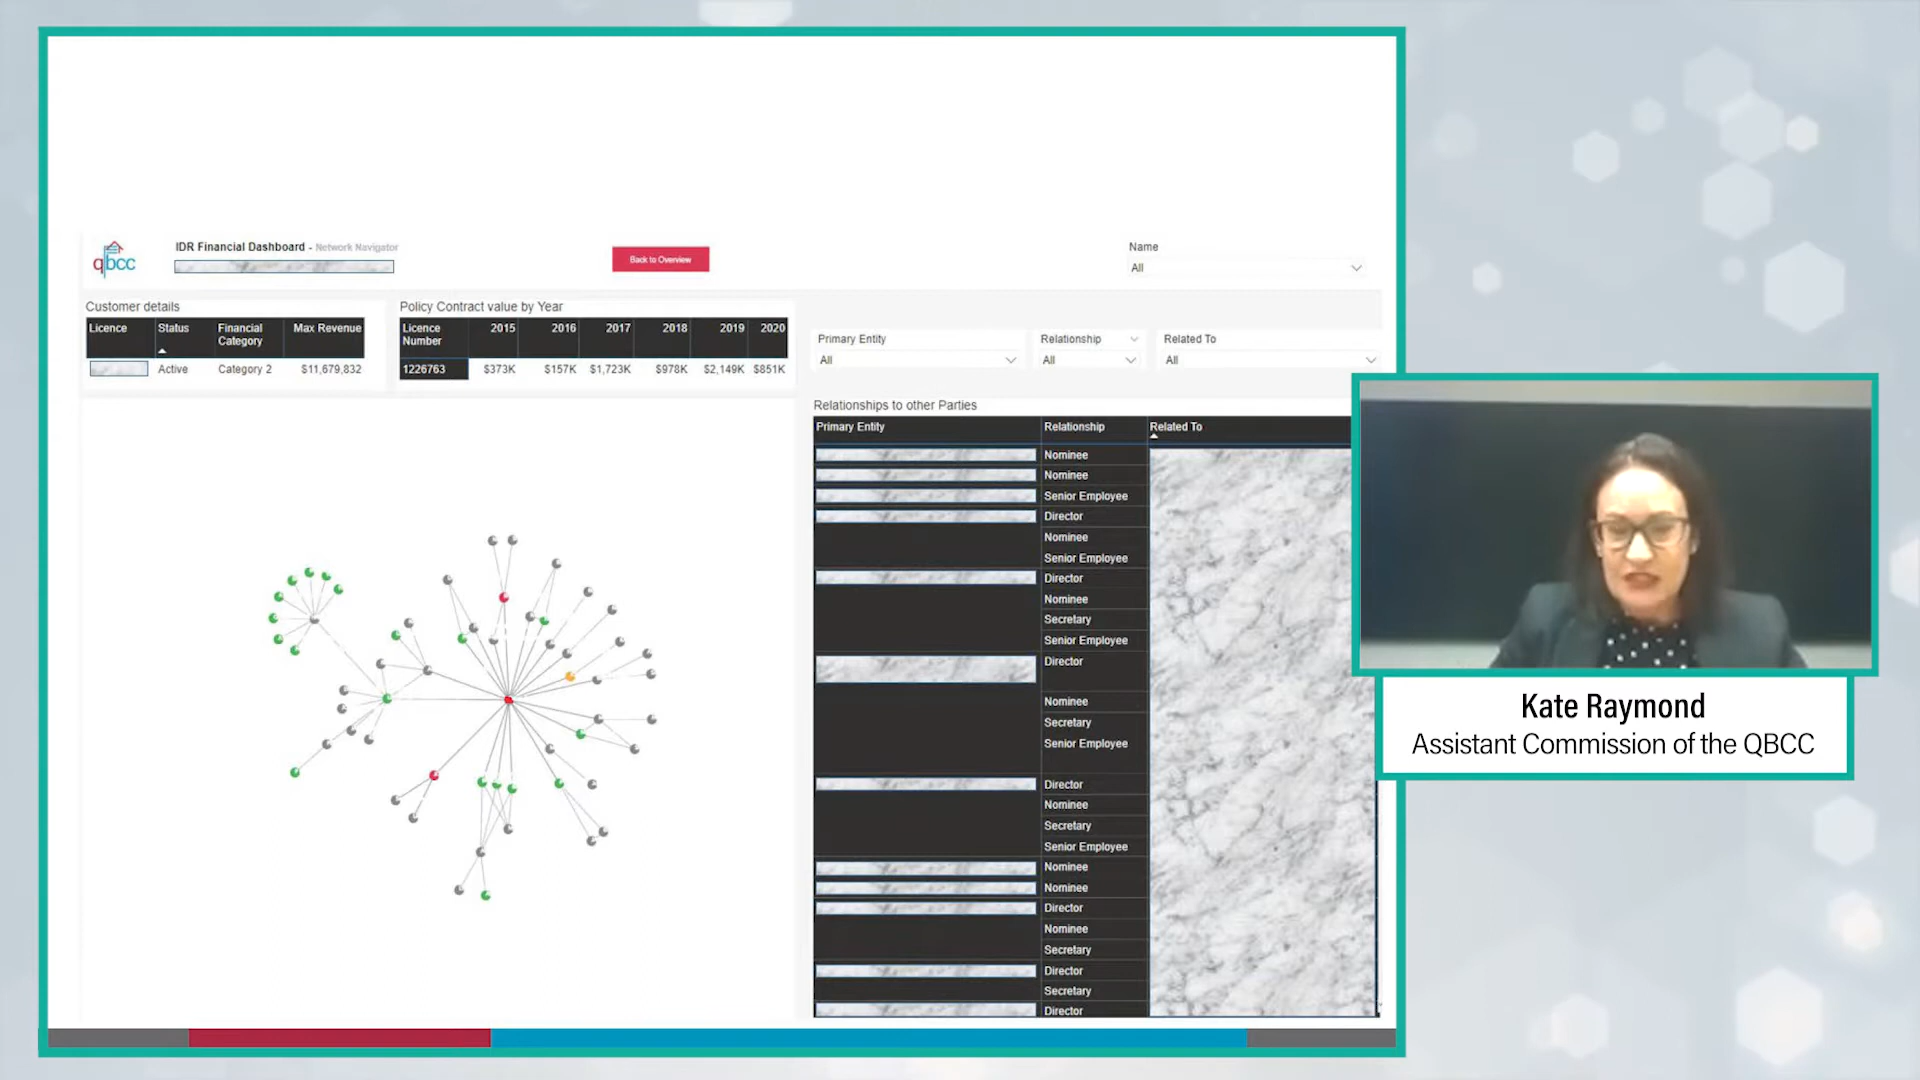 qbcc
IDR Financial Dashboard - Network Navigator
Back to Overview
Name
All
Customer details
Licence Status Financial Category Max Revenue
Active Category 2 $11,679,832
Policy Contract value by Year
Licence Number 2015 2016 2017 2018 2019 2020
1226763 $373K $157K $1,723K $978K $2,149K $851K
Primary Entity Relationship Related To
All All All
Relationships to other Parties
Primary Entity Relationship Related To
Nominee
Nominee
Senior Employee
Director
Nominee
Senior Employee
Director
Nominee
Secretary
Senior Employee
Director
Nominee
Secretary
Senior Employee
Director
Nominee
Secretary
Senior Employee
Nominee
Nominee
Director
Nominee
Secretary
Director
Secretary
Director
Kate Raymond
Assistant Commission of the QBCC